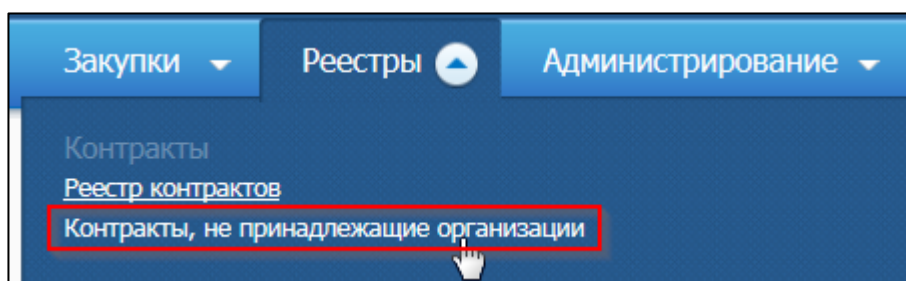 Закупки Реестры Администрирование
Контракты
Реестр контрактов
Контракты, не принадлежащие организации